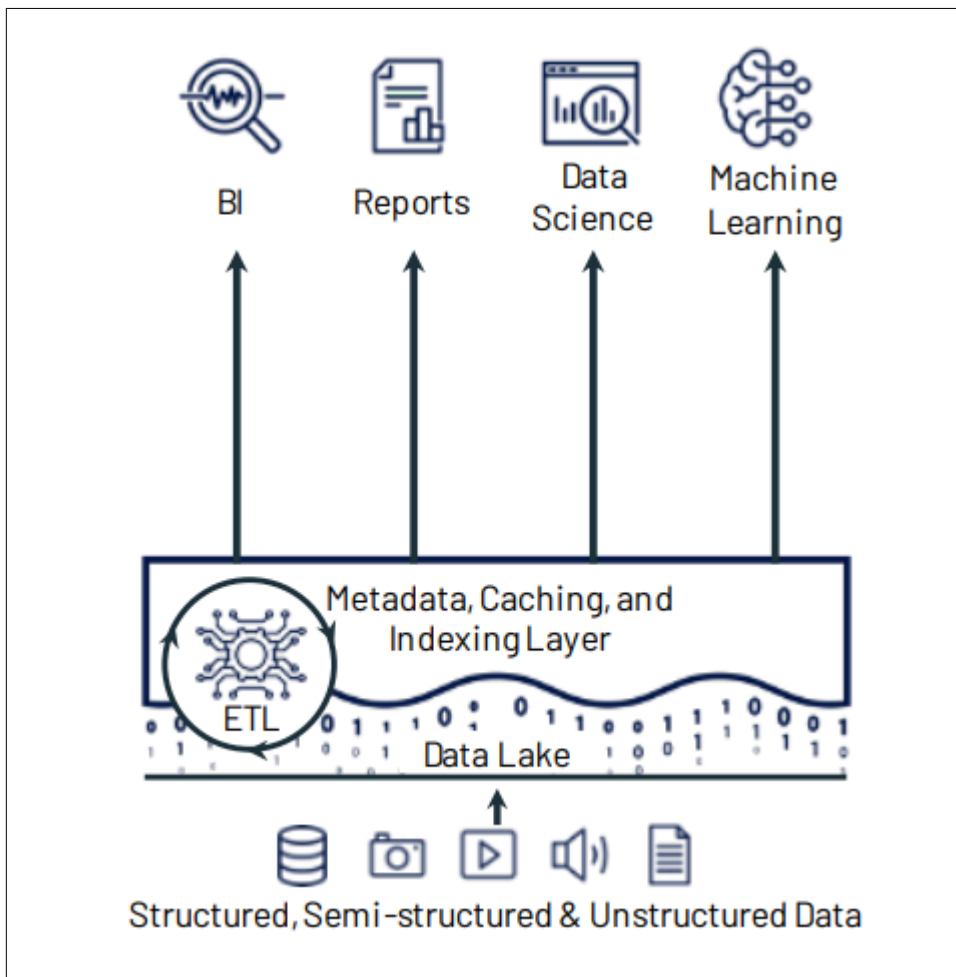 BI
Reports
Data
Science
Machine
Learning
Metadata, Caching, and
Indexing Layer
ETL
Data Lake
Structured, Semi-structured & Unstructured Data